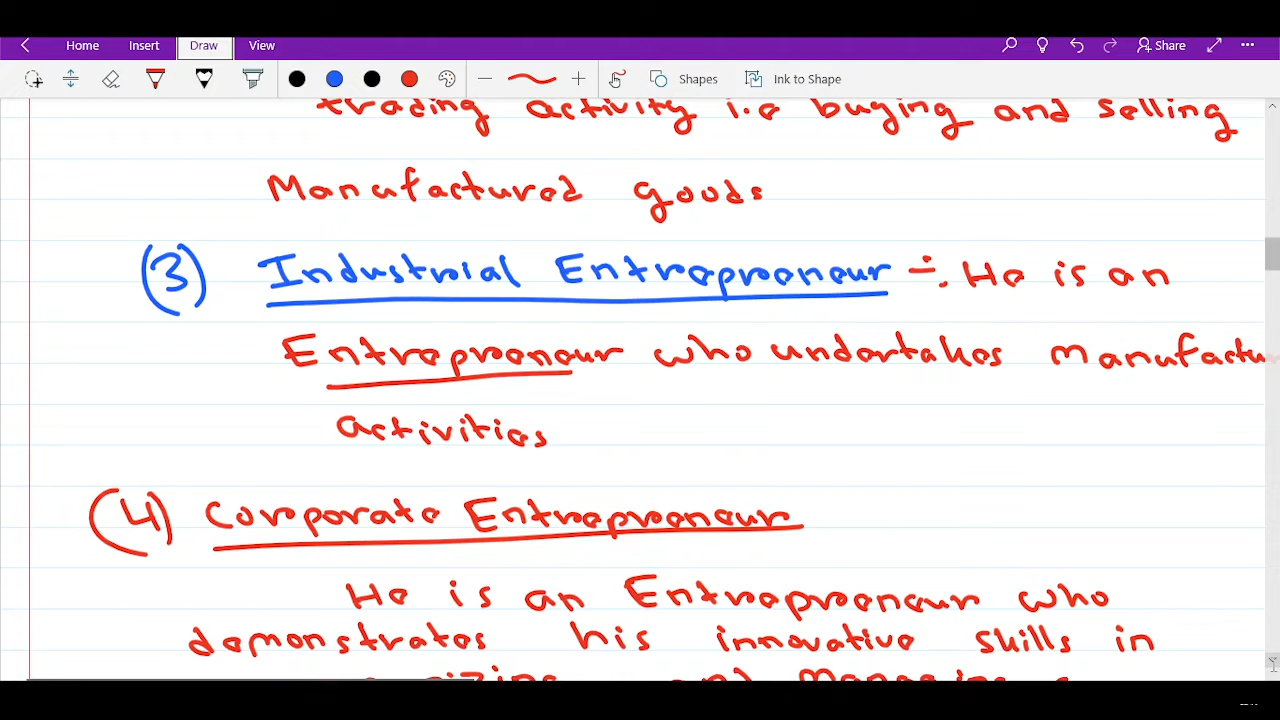 Home Insert Draw View Share
Shapes Ink to Shape
trading activity i.e buying and selling
Manufactured goods
(3) Industrial Entrepreneur ÷. He is an
Entrepreneur who undertakes manufactu
activities
(4) Corporate Entrepreneur
He is an Entrepreneur who
demonstrates his innovative skills in